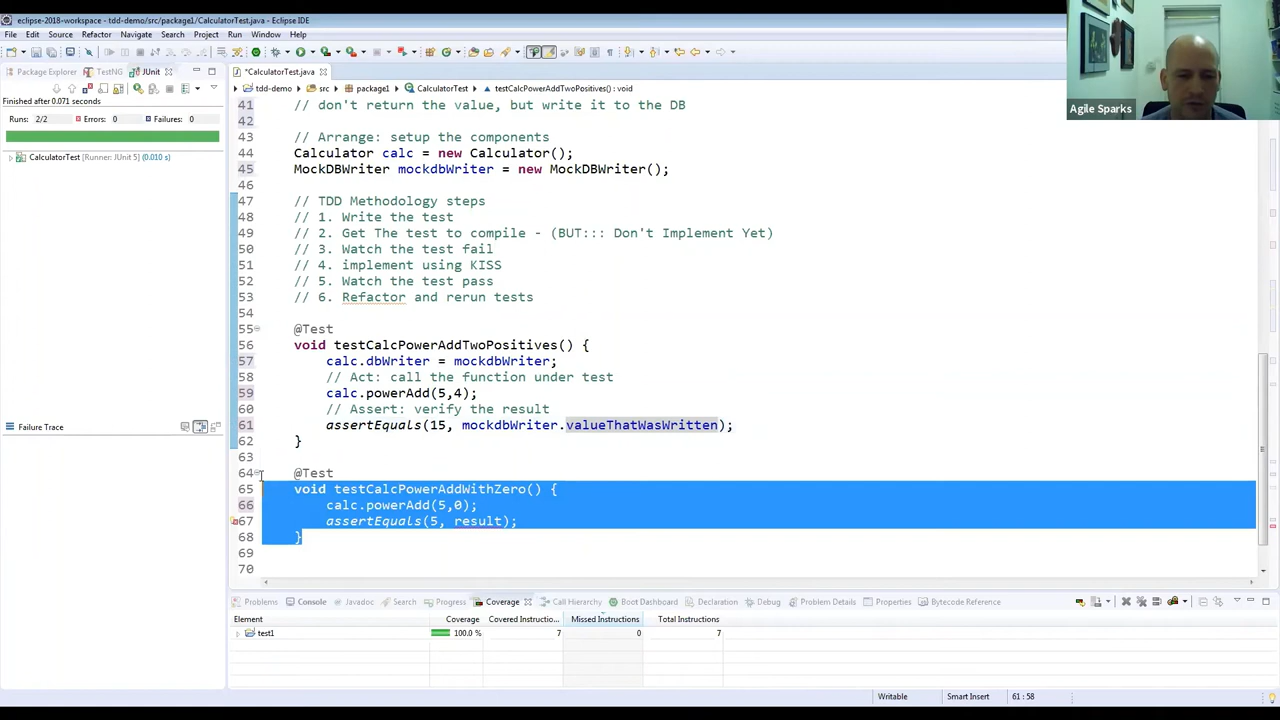 eclipse-2018-workspace - tdd-demo/src/package1/CalculatorTest.java - Eclipse IDE
File Edit Source Refactor Navigate Search Project Run Window Help
Package Explorer TestNG JUnit
Finished after 0.071 seconds
Runs: 2/2 Errors: 0 Failures: 0
CalculatorTest [Runner: JUnit 5] (0.010 s)
Failure Trace
*CalculatorTest.java
tdd-demo src package1 CalculatorTest testCalcPowerAddTwoPositives() : void
41 // don't return the value, but write it to the DB
42
43 // Arrange: setup the components
44 Calculator calc = new Calculator();
45 MockDBWriter mockdbWriter = new MockDBWriter();
46
47 // TDD Methodology steps
48 // 1. Write the test
49 // 2. Get The test to compile - (BUT::: Don't Implement Yet)
50 // 3. Watch the test fail
51 // 4. implement using KISS
52 // 5. Watch the test pass
53 // 6. Refactor and rerun tests
54
55 @Test
56 void testCalcPowerAddTwoPositives() {
57 calc.dbWriter = mockdbWriter;
58 // Act: call the function under test
59 calc.powerAdd(5,4);
60 // Assert: verify the result
61 assertEquals(15, mockdbWriter.valueThatWasWritten);
62 }
63
64 @Test
65 void testCalcPowerAddWithZero() {
66 calc.powerAdd(5,0);
67 assertEquals(5, result);
68 }
69
70
Problems Console Javadoc Search Progress Coverage Call Hierarchy Boot Dashboard Declaration Debug Problem Details Properties Bytecode Reference
Element Coverage Covered Instructio... Missed Instructions Total Instructions
test1 100.0 % 7 0 7
Writable Smart Insert 61 : 58
Agile Sparks